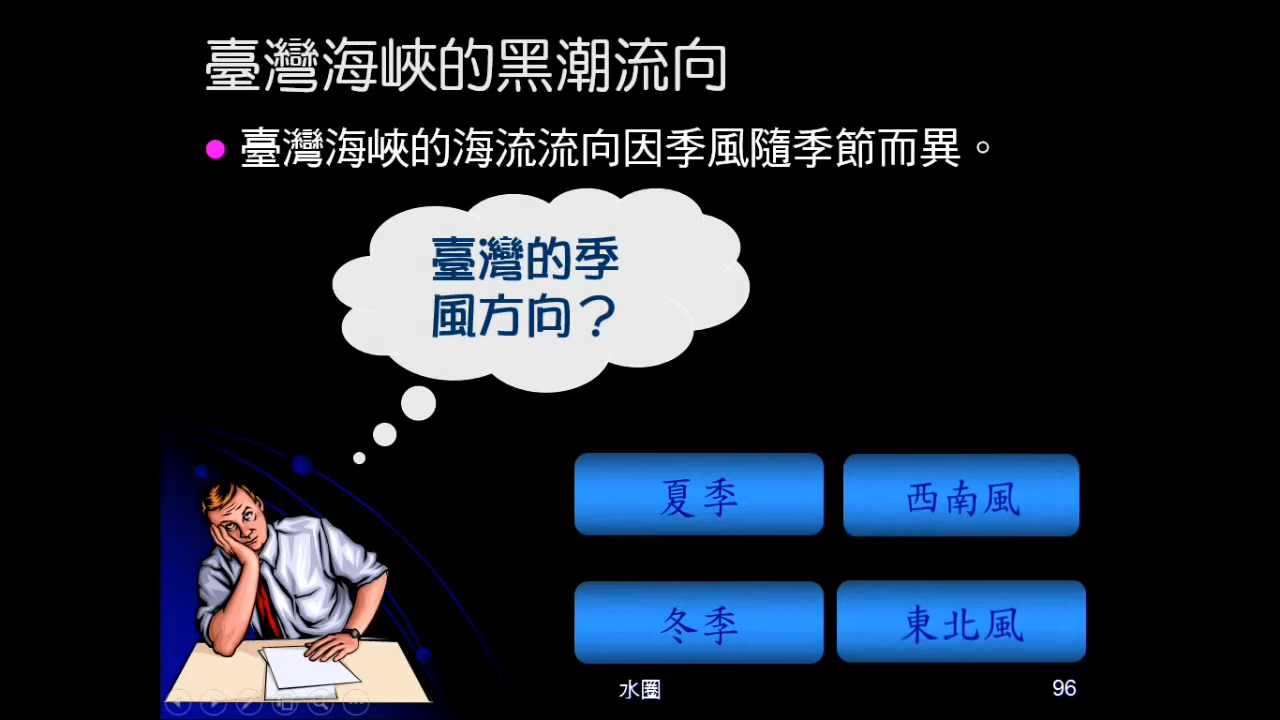 臺灣海峽的黑潮流向
臺灣海峽的海流流向因季風隨季節而異。
臺灣的季
風方向？
夏季
西南風
冬季
東北風
水圈
96